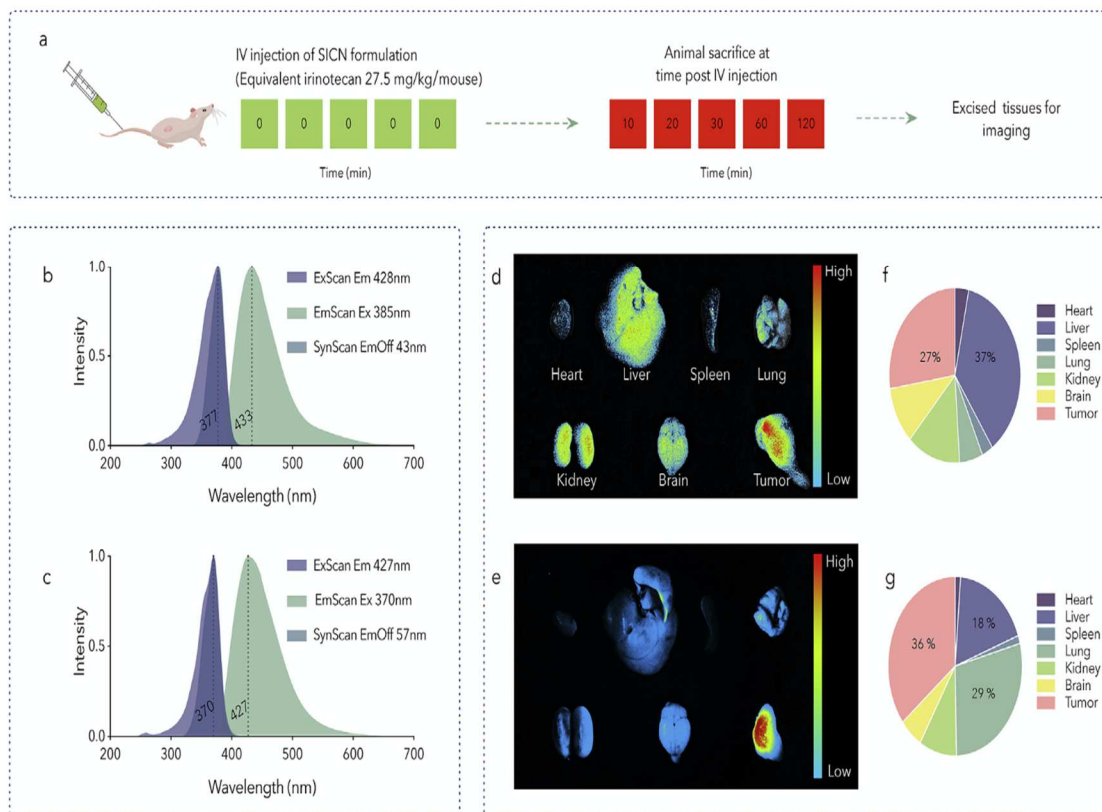 a
IV injection of SICN formulation
(Equivalent irinotecan 27.5 mg/kg/mouse)
0 0 0 0 0
Time (min)
Animal sacrifice at
time post IV injection
10 20 30 60 120
Time (min)
Excised tissues for
imaging
b
Intensity
1.0
0.5
0.0
377
433
ExScan Em 428nm
EmScan Ex 385nm
SynScan EmOff 43nm
200 300 400 500 600 700
Wavelength (nm)
c
Intensity
1.0
0.5
0.0
370
427
ExScan Em 427nm
EmScan Ex 370nm
SynScan EmOff 57nm
200 300 400 500 600 700
Wavelength (nm)
d
High
Heart Liver Spleen Lung
Kidney Brain Tumor
Low
f
27%
37%
Heart
Liver
Spleen
Lung
Kidney
Brain
Tumor
e
High
Low
g
36 %
18 %
29 %
Heart
Liver
Spleen
Lung
Kidney
Brain
Tumor